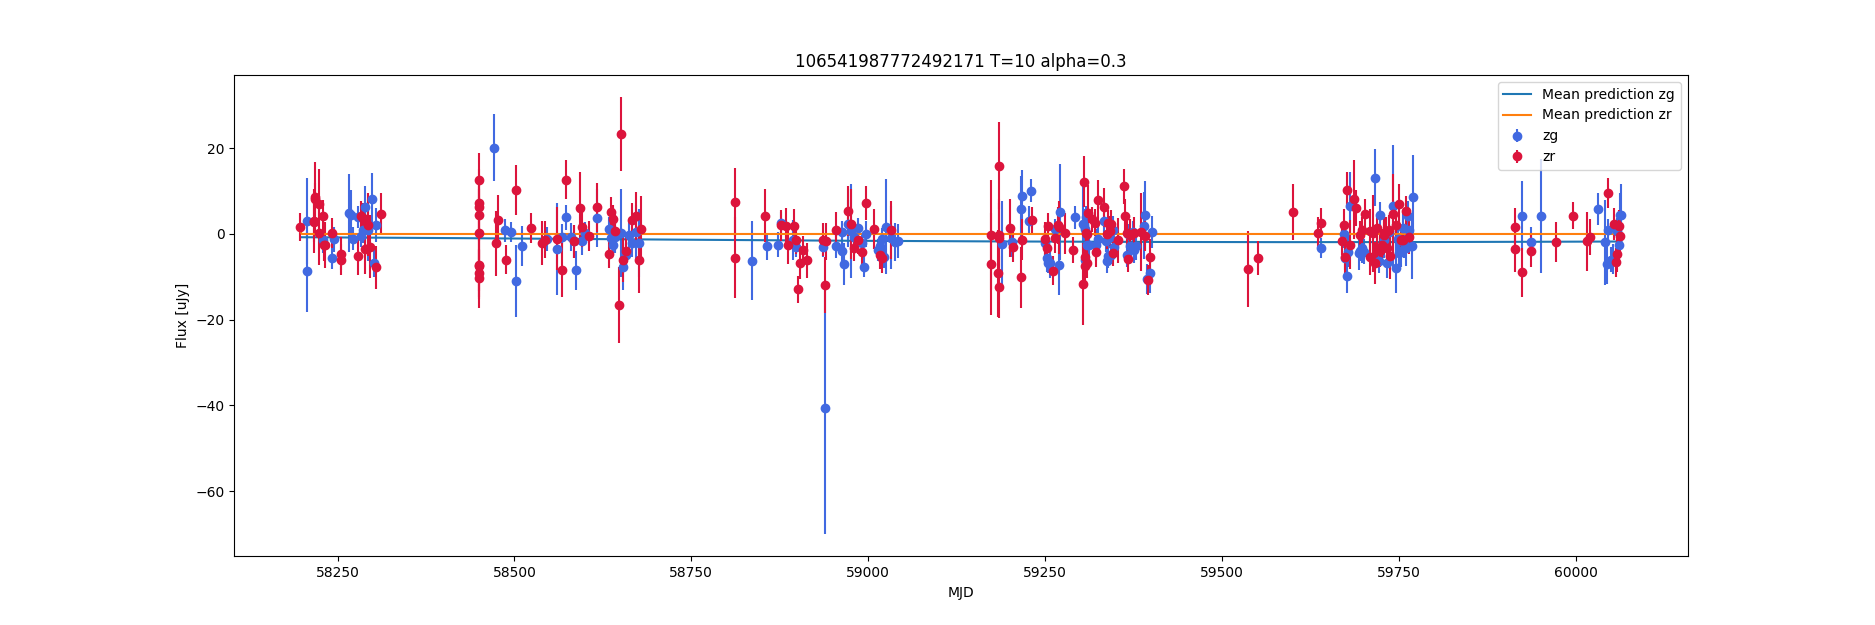 106541987772492171 T=10 alpha=0.3
Mean prediction zg
Mean prediction zr
zg
zr
Flux [uJy]
20
0
−20
−40
−60
58250 58500 58750 59000 59250 59500 59750 60000
MJD